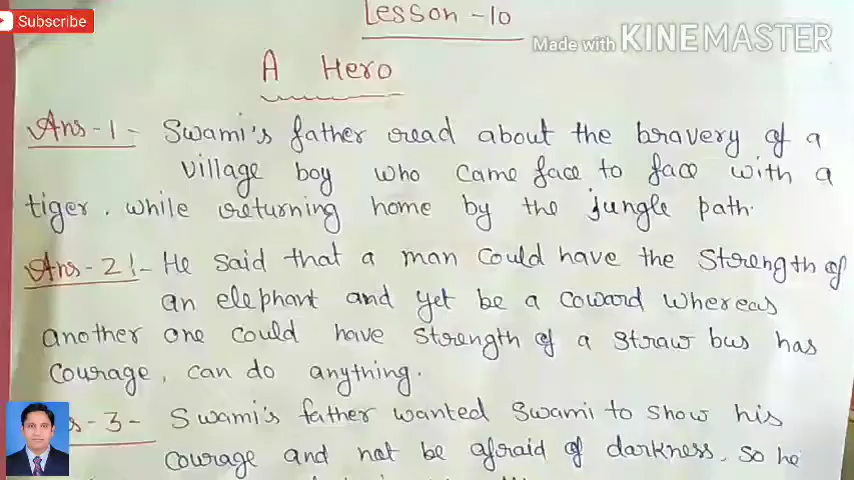 Subscribe
Lesson -10
Made with KINEMASTER
A Hero
Ans-1- Swami's father read about the bravery of a
village boy who came face to face with a
tiger. while returning home by the jungle path.
Ans-2!- He said that a man could have the strength of
an elephant and yet be a coward whereas
another one could have strength of a straw but has
courage, can do anything.
s-3- Swami's father wanted Swami to show his
courage and not be afraid of darkness. so he